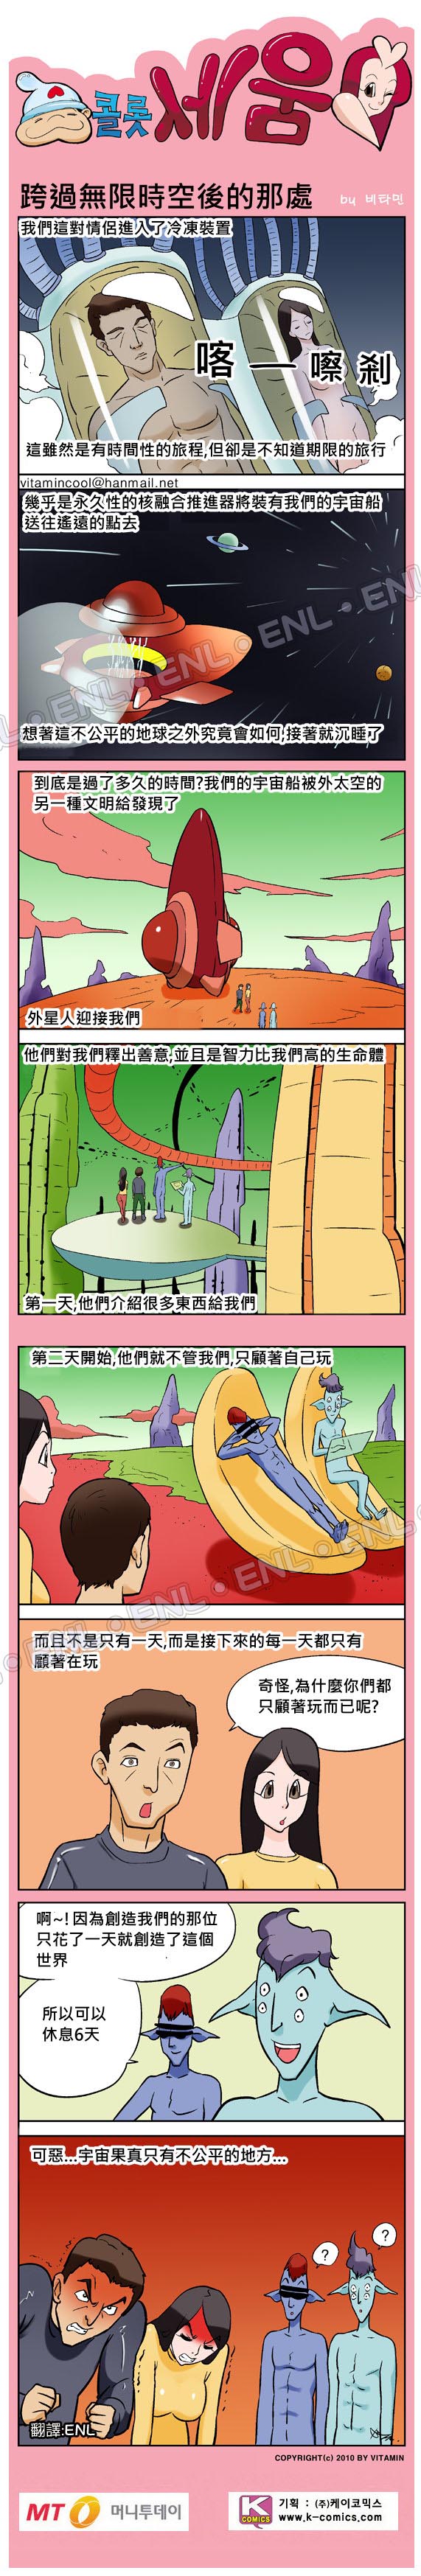 콜롯 세움
跨過無限時空後的那處
by 비타민
我們這對情侶進入了冷凍裝置
喀一嚓剎
這雖然是有時間性的旅程,但卻是不知道期限的旅行
vitamincool@hanmail.net
幾乎是永久性的核融合推進器將裝有我們的宇宙船
送往遙遠的點去
ENL • ENL • ENL • ENL
想著這不公平的地球之外究竟會如何,接著就沉睡了
到底是過了多久的時間?我們的宇宙船被外太空的
另一種文明給發現了
外星人迎接我們
他們對我們釋出善意,並且是智力比我們高的生命體
第一天,他們介紹很多東西給我們
第二天開始,他們就不管我們,只顧著自己玩
ENL • ENL • ENL • ENL
而且不是只有一天,而是接下來的每一天都只有
顧著在玩
奇怪,為什麼你們都
只顧著玩而已呢?
啊~! 因為創造我們的那位
只花了一天就創造了這個
世界
所以可以
休息6天
可惡...宇宙果真只有不公平的地方...
?
?
翻譯:ENL
COPYRIGHT(c) 2010 BY VITAMIN
MT 머니투데이
K COMICS
기획 : (주)케이코믹스
www.k-comics.com